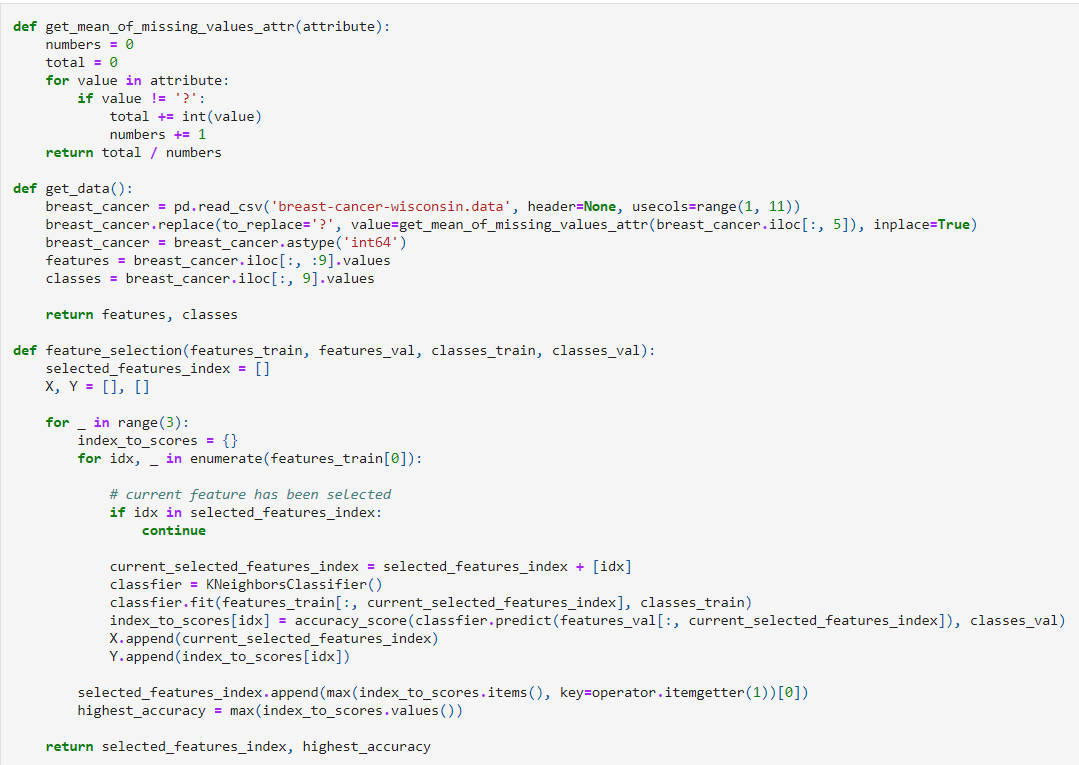 def get_mean_of_missing_values_attr(attribute):
    numbers = 0
    total = 0
    for value in attribute:
        if value != '?':
            total += int(value)
            numbers += 1
    return total / numbers

def get_data():
    breast_cancer = pd.read_csv('breast-cancer-wisconsin.data', header=None, usecols=range(1, 11))
    breast_cancer.replace(to_replace='?', value=get_mean_of_missing_values_attr(breast_cancer.iloc[:, 5]), inplace=True)
    breast_cancer = breast_cancer.astype('int64')
    features = breast_cancer.iloc[:, :9].values
    classes = breast_cancer.iloc[:, 9].values

    return features, classes

def feature_selection(features_train, features_val, classes_train, classes_val):
    selected_features_index = []
    X, Y = [], []

    for _ in range(3):
        index_to_scores = {}
        for idx, _ in enumerate(features_train[0]):

            # current feature has been selected
            if idx in selected_features_index:
                continue

            current_selected_features_index = selected_features_index + [idx]
            classfier = KNeighborsClassifier()
            classfier.fit(features_train[:, current_selected_features_index], classes_train)
            index_to_scores[idx] = accuracy_score(classfier.predict(features_val[:, current_selected_features_index]), classes_val)
            X.append(current_selected_features_index)
            Y.append(index_to_scores[idx])

        selected_features_index.append(max(index_to_scores.items(), key=operator.itemgetter(1))[0])
        highest_accuracy = max(index_to_scores.values())

    return selected_features_index, highest_accuracy